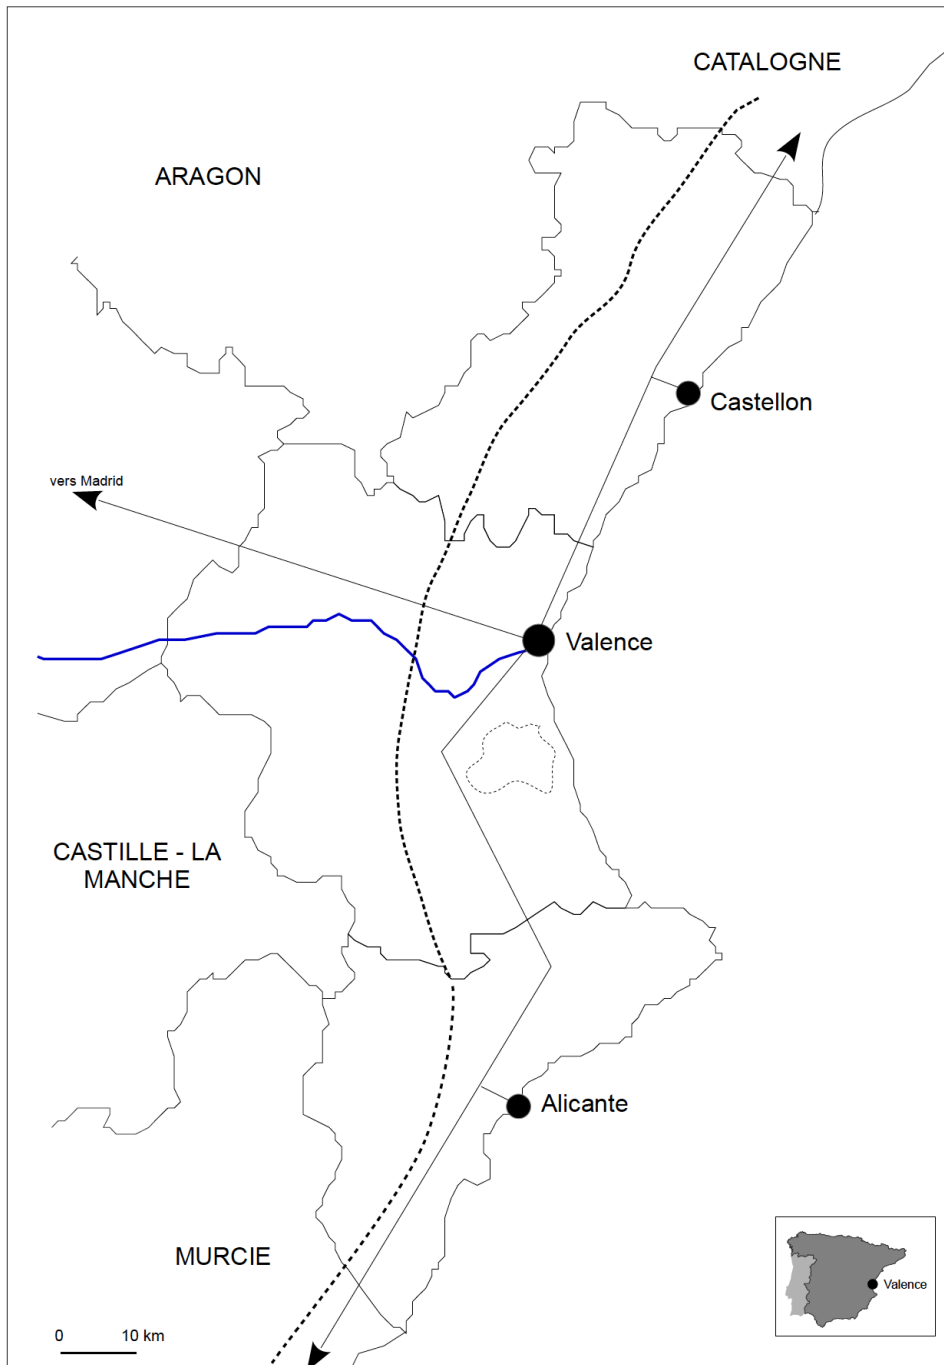 CATALOGNE
ARAGON
Castellon
vers Madrid
Valence
CASTILLE - LA
MANCHE
Alicante
MURCIE
Valence
0 10 km